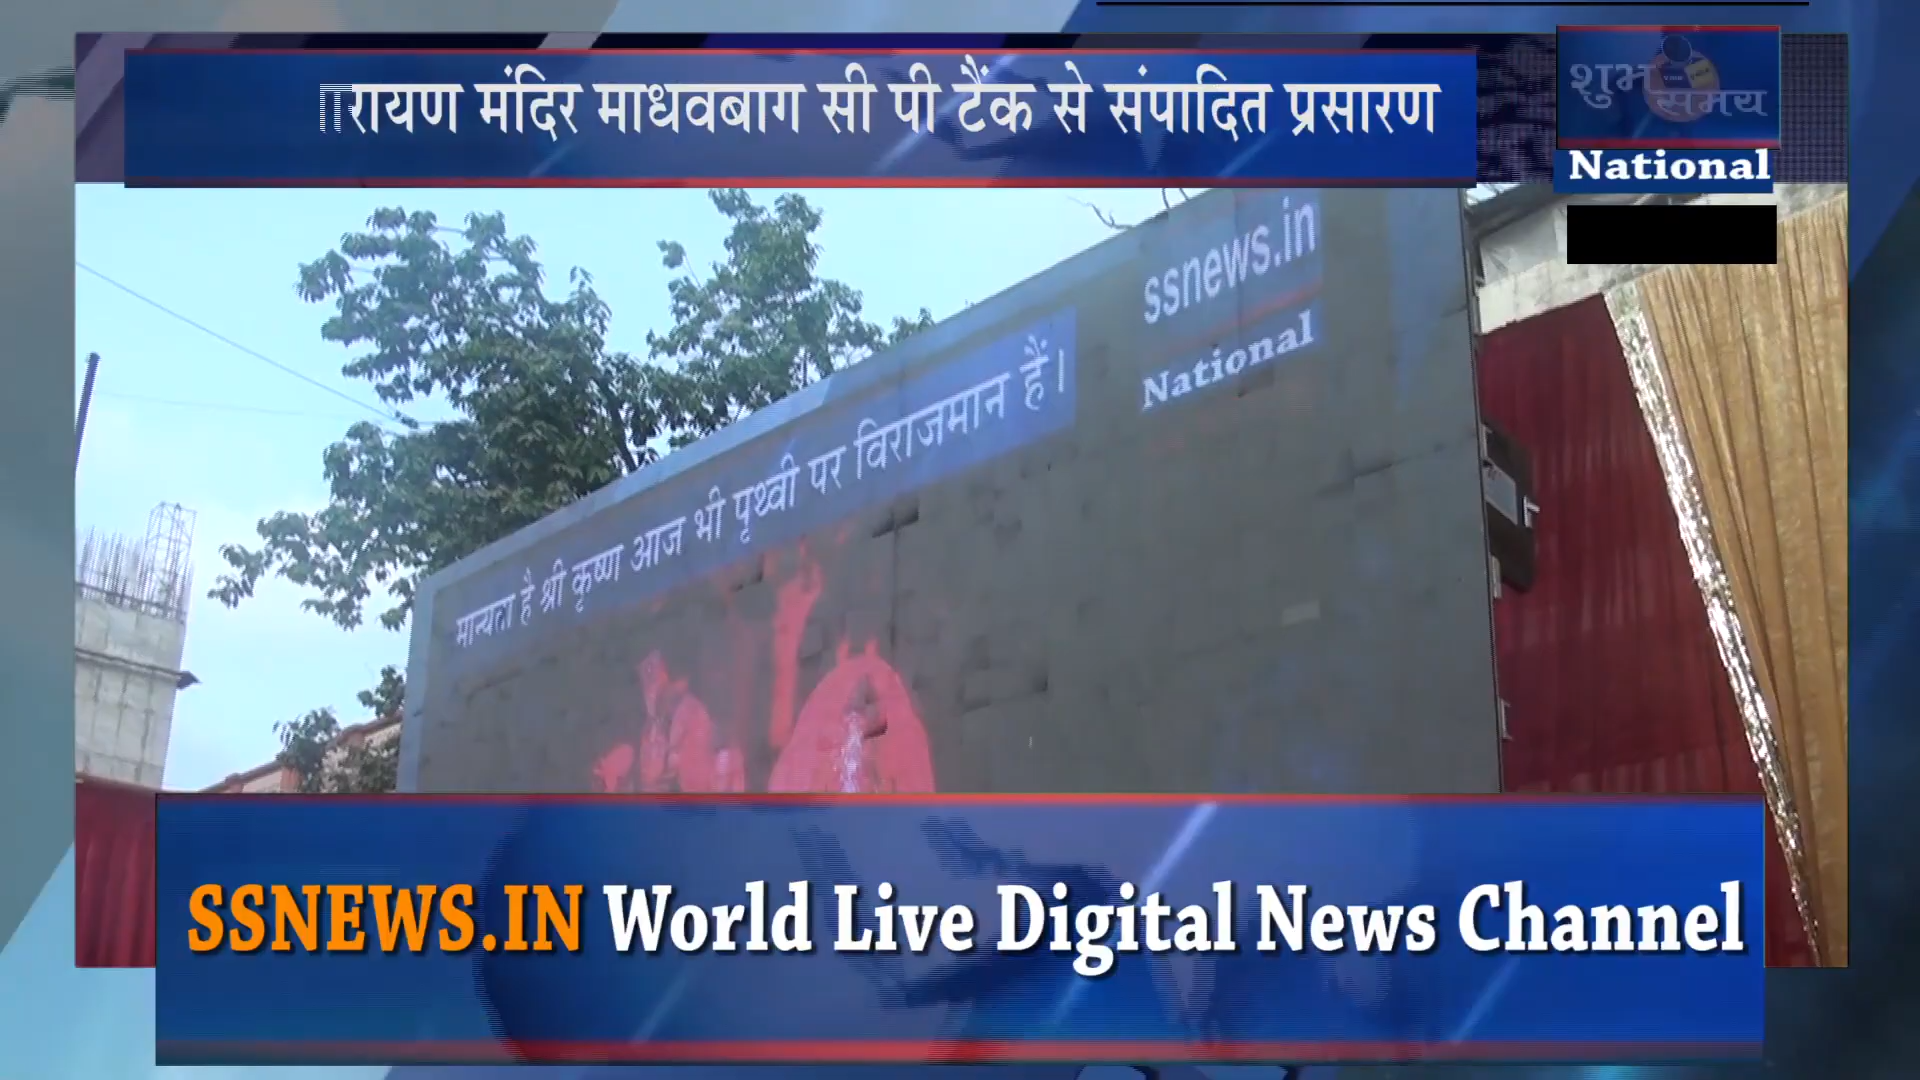 रायण मंदिर माधवबाग सी पी टैंक से संपादित प्रसारण
शुभ
समय
National
ssnews.in
National
मान्यता है श्री कृष्ण आज भी पृथ्वी पर विराजमान हैं।
SSNEWS.IN World Live Digital News Channel